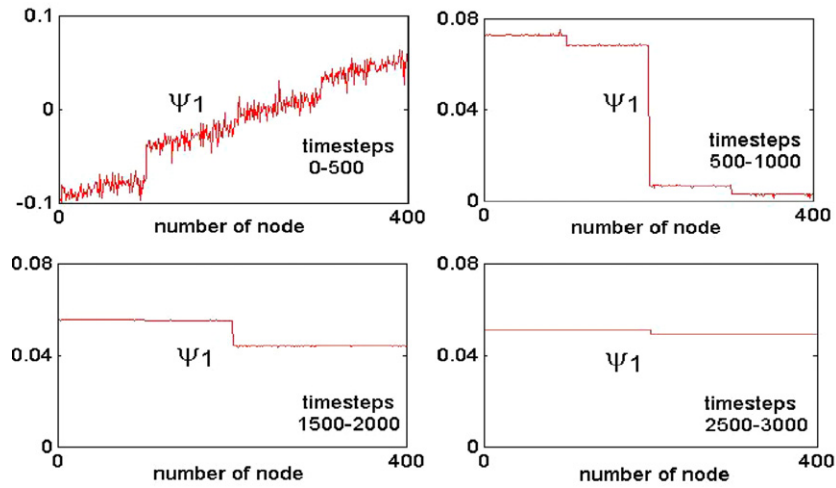 0.1
Ψ1
0
timesteps
0-500
-0.1
0
400
number of node
0.08
Ψ1
0.04
timesteps
500-1000
0
0
400
number of node
0.08
0.04
Ψ1
timesteps
1500-2000
0
0
400
number of node
0.08
0.04
Ψ1
timesteps
2500-3000
0
0
400
number of node